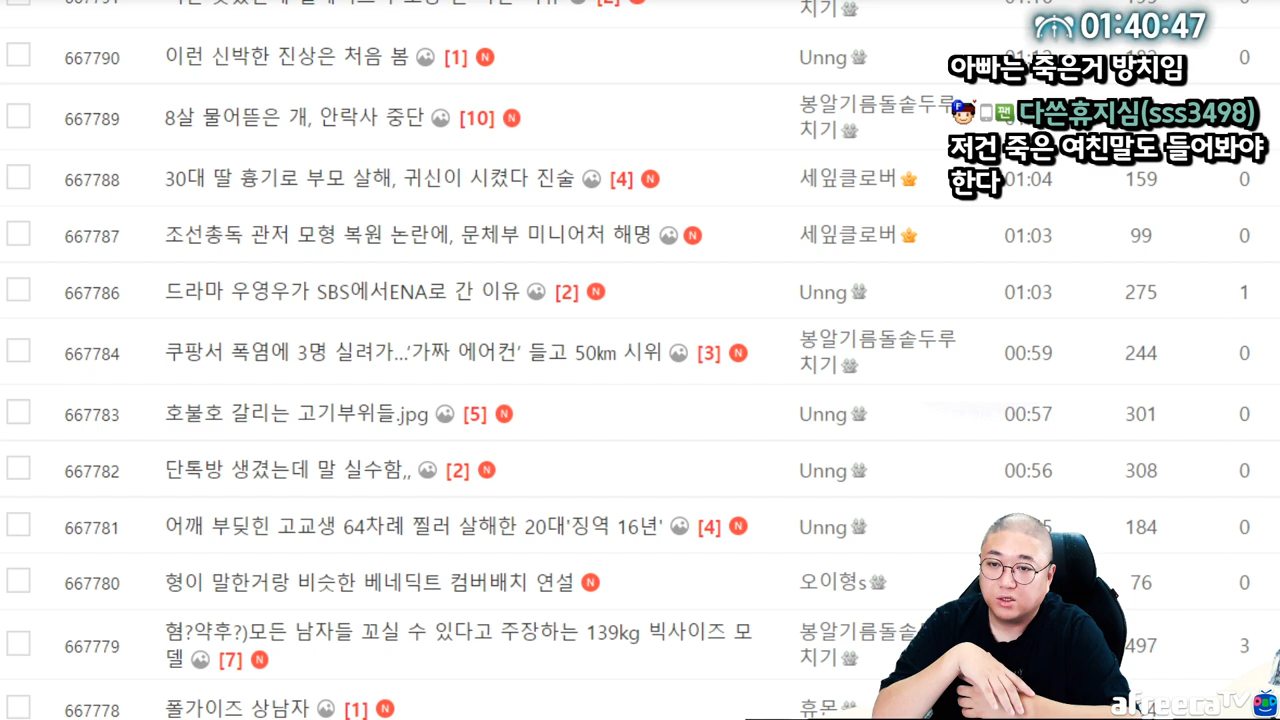 치기
01:40:47
667790 이런 신박한 진상은 처음 봄 [1] N Unng 0
아빠는 죽은거 방치임
667789 8살 물어뜯은 개, 안락사 중단 [10] N 봉알기름돌솥두루치기
다쓴휴지심(sss3498)
저건 죽은 여친말도 들어봐야
한다
667788 30대 딸 흉기로 부모 살해, 귀신이 시켰다 진술 [4] N 세잎클로버 01:04 159 0
667787 조선총독 관저 모형 복원 논란에, 문체부 미니어처 해명 N 세잎클로버 01:03 99 0
667786 드라마 우영우가 SBS에서ENA로 간 이유 [2] N Unng 01:03 275 1
667784 쿠팡서 폭염에 3명 실려가...‘가짜 에어컨’ 들고 50㎞ 시위 [3] N 봉알기름돌솥두루치기 00:59 244 0
667783 호불호 갈리는 고기부위들.jpg [5] N Unng 00:57 301 0
667782 단톡방 생겼는데 말 실수함,, [2] N Unng 00:56 308 0
667781 어깨 부딪힌 고교생 64차례 찔러 살해한 20대'징역 16년' [4] N Unng 184 0
667780 형이 말한거랑 비슷한 베네딕트 컴버배치 연설 N 오이형s 76 0
667779 혐?약후?)모든 남자들 꼬실 수 있다고 주장하는 139kg 빅사이즈 모
델 [7] N 봉알기름돌솥두루치기 497 3
667778 폴가이즈 상남자 [1] N 휴몬
afreecaTV